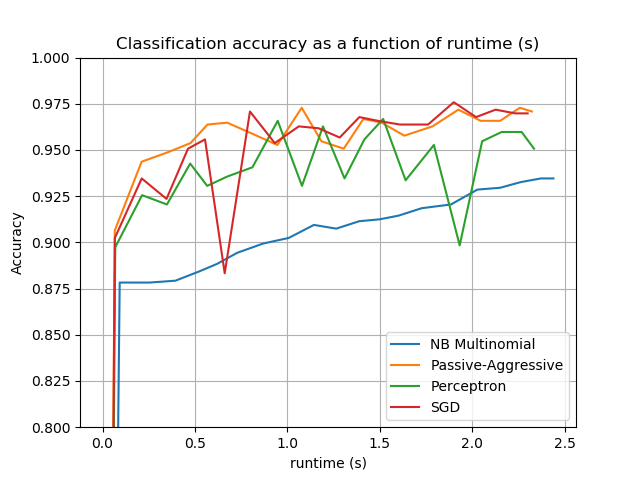 Classification accuracy as a function of runtime (s)
1.000
0.975
0.950
0.925
0.900
0.875
0.850
0.825
0.800
Accuracy
0.0 0.5 1.0 1.5 2.0 2.5
runtime (s)
NB Multinomial
Passive-Aggressive
Perceptron
SGD